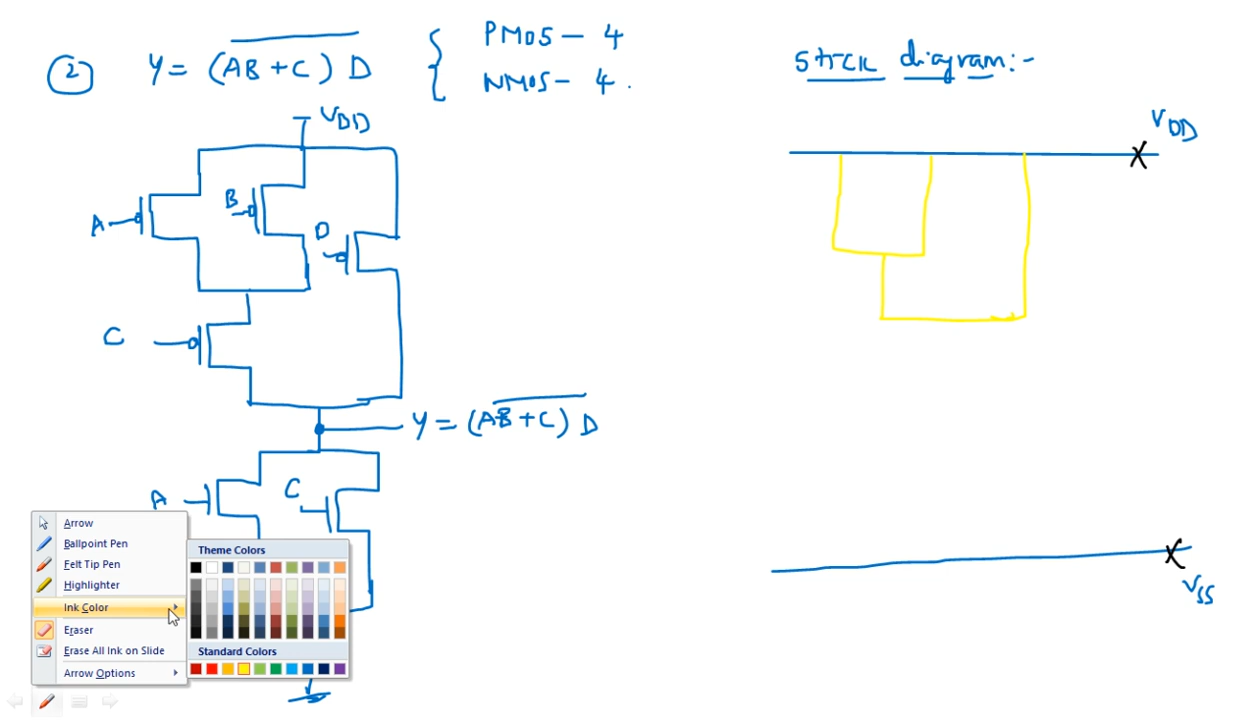 2 Y = (AB + C) D
PMOS - 4
NMOS - 4.
Stick diagram:-
VDD
VDD
A
B
D
C
Y = (AB + C) D
A
C
VSS
Arrow
Ballpoint Pen
Felt Tip Pen
Highlighter
Ink Color
Eraser
Erase All Ink on Slide
Arrow Options
Theme Colors
Standard Colors